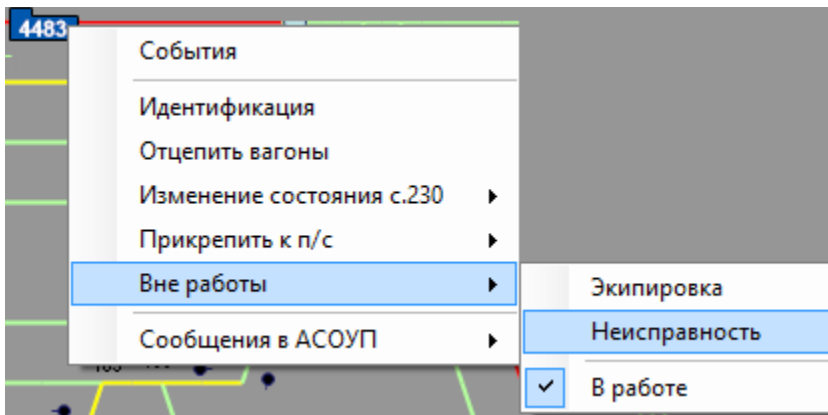 4483
События
Идентификация
Отцепить вагоны
Изменение состояния с.230
Прикрепить к п/с
Вне работы
Экипировка
Неисправность
Сообщения в АСОУП
В работе